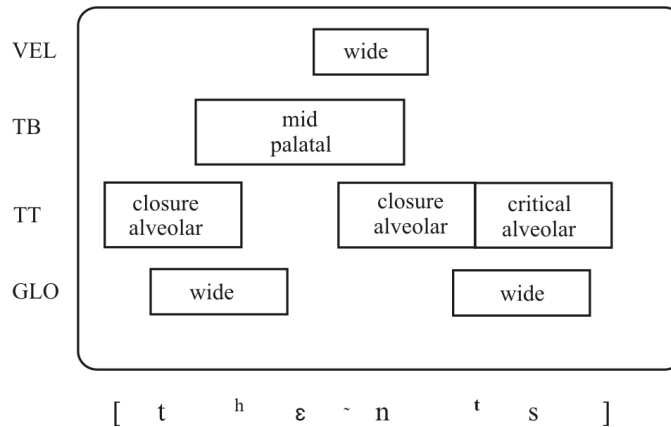 VEL wide
TB mid
palatal
TT closure closure critical
alveolar alveolar alveolar
GLO wide wide
[ t ʰ ɛ ˜ n ᵗ s ]